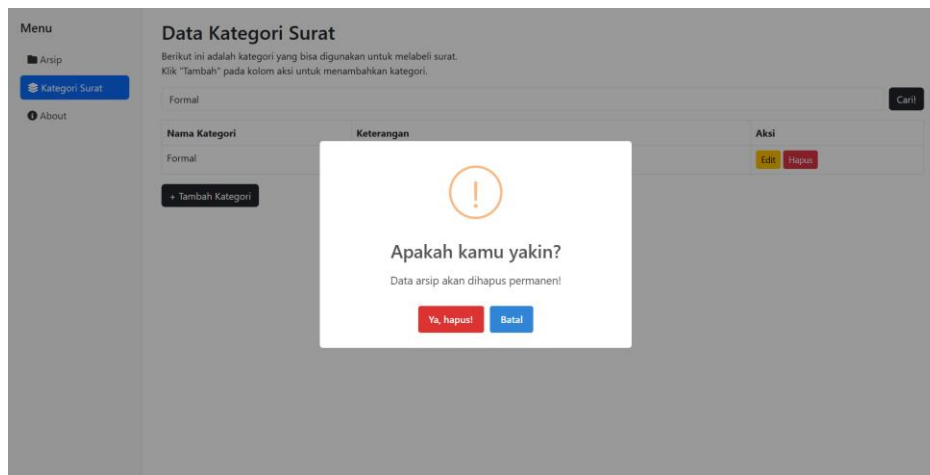 Menu
Arsip
Kategori Surat
About
Data Kategori Surat
Berikut ini adalah kategori yang bisa digunakan untuk melabeli surat.
Klik "Tambah" pada kolom aksi untuk menambahkan kategori.
Formal
Cari!
Nama Kategori Keterangan Aksi
Formal Edit Hapus
+ Tambah Kategori
!
Apakah kamu yakin?
Data arsip akan dihapus permanen!
Ya, hapus! Batal